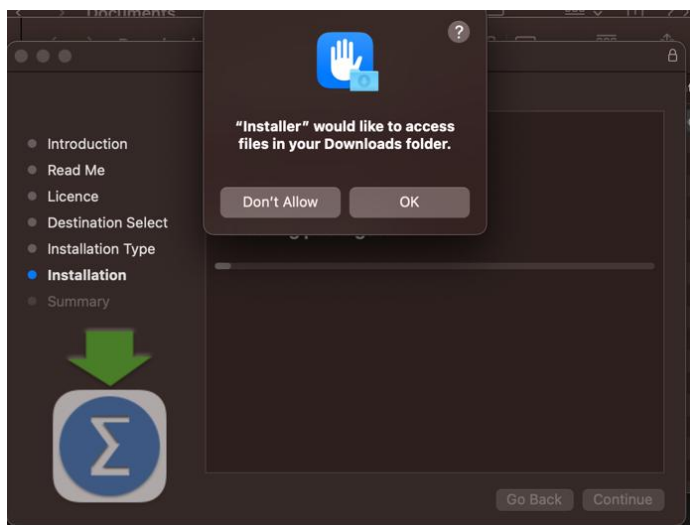 Documents
?
“Installer” would like to access
files in your Downloads folder.
Don't Allow
OK
Introduction
Read Me
Licence
Destination Select
Installation Type
Installation
Summary
Σ
Go Back
Continue